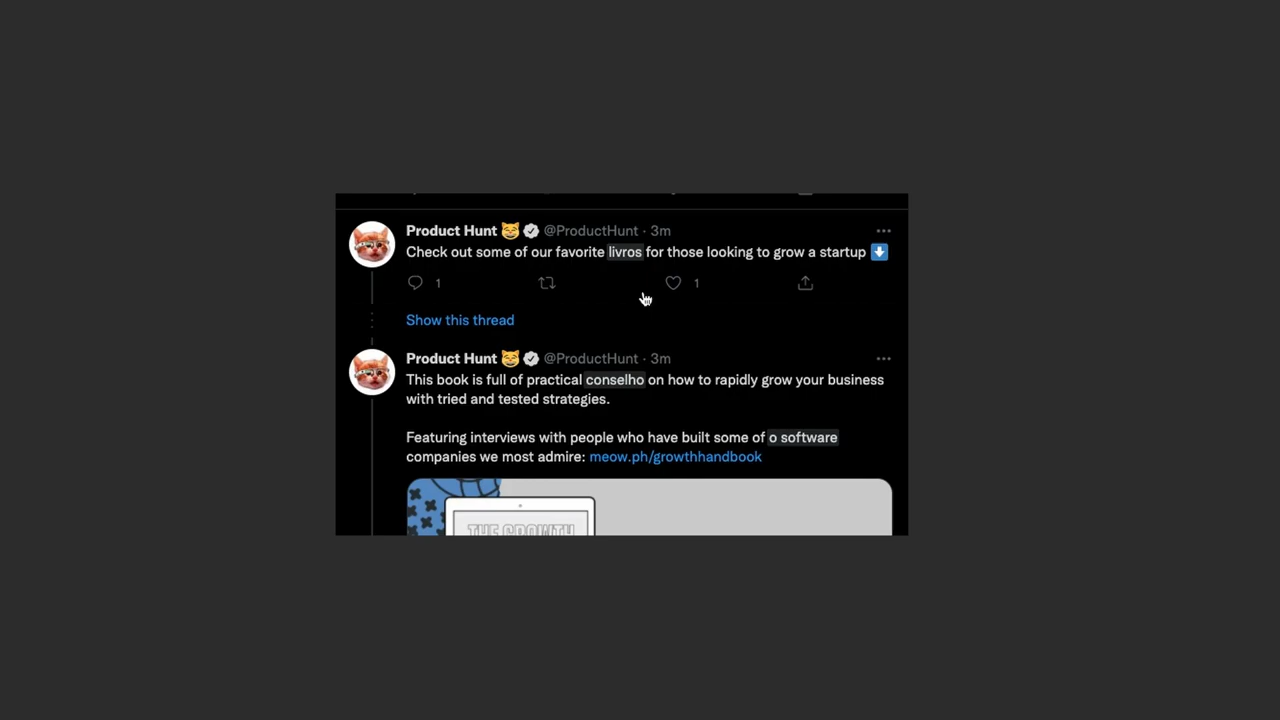 Product Hunt 😸 @ProductHunt · 3m
Check out some of our favorite livros for those looking to grow a startup ⬇️
1 1
Show this thread
Product Hunt 😸 @ProductHunt · 3m
This book is full of practical conselho on how to rapidly grow your business
with tried and tested strategies.
Featuring interviews with people who have built some of o software
companies we most admire: meow.ph/growthhandbook
THE GROWTH